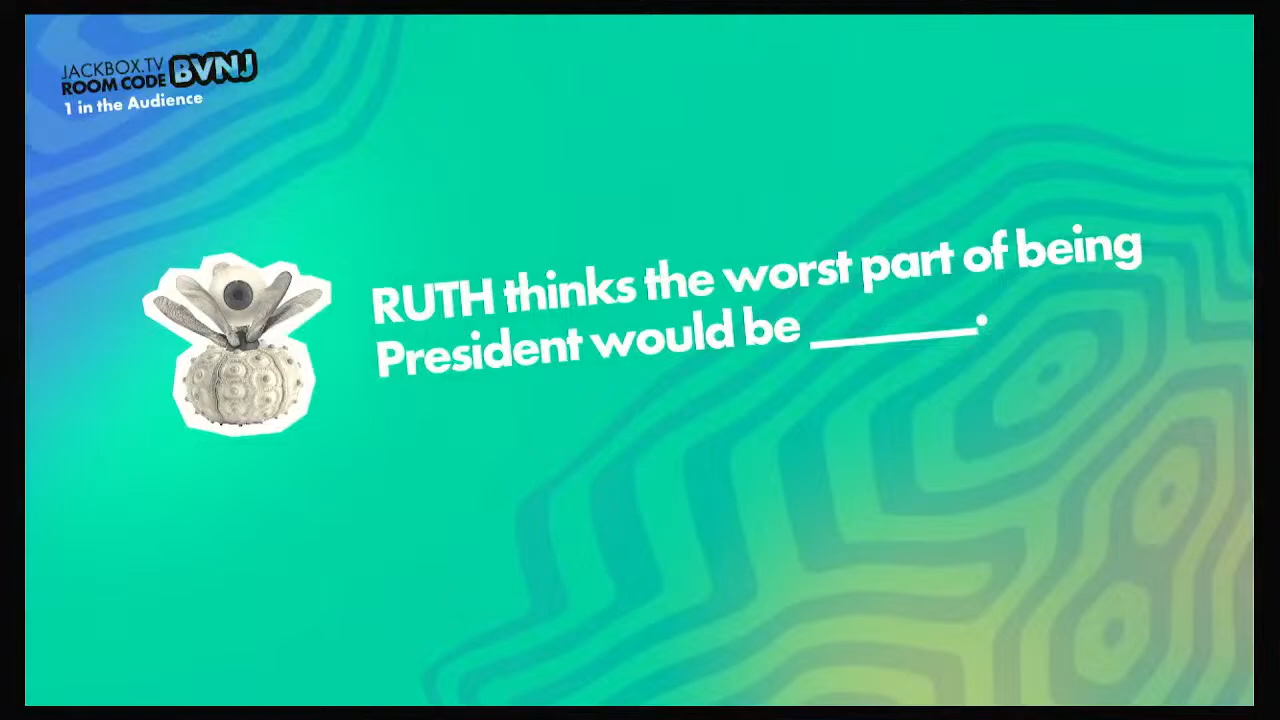 JACKBOX.TV
ROOM CODE BVNJ
1 in the Audience
RUTH thinks the worst part of being
President would be ______.